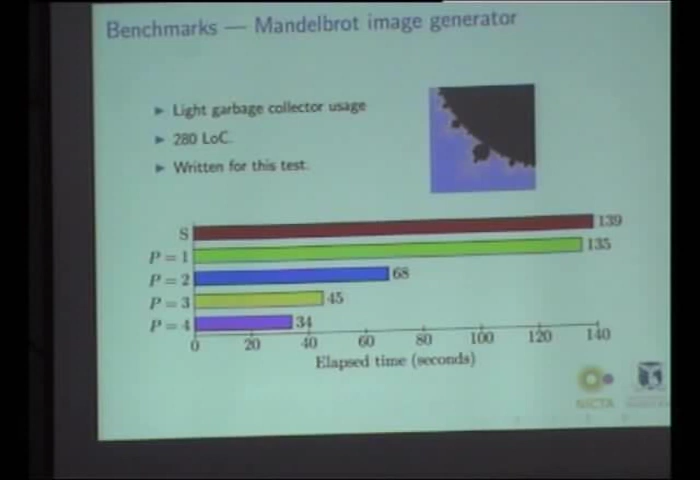 Benchmarks — Mandelbrot image generator
► Light garbage collector usage
► 280 LoC.
► Written for this test.
S 139
P = 1 135
P = 2 68
P = 3 45
P = 4 34
0 20 40 60 80 100 120 140
Elapsed time (seconds)
NICTA